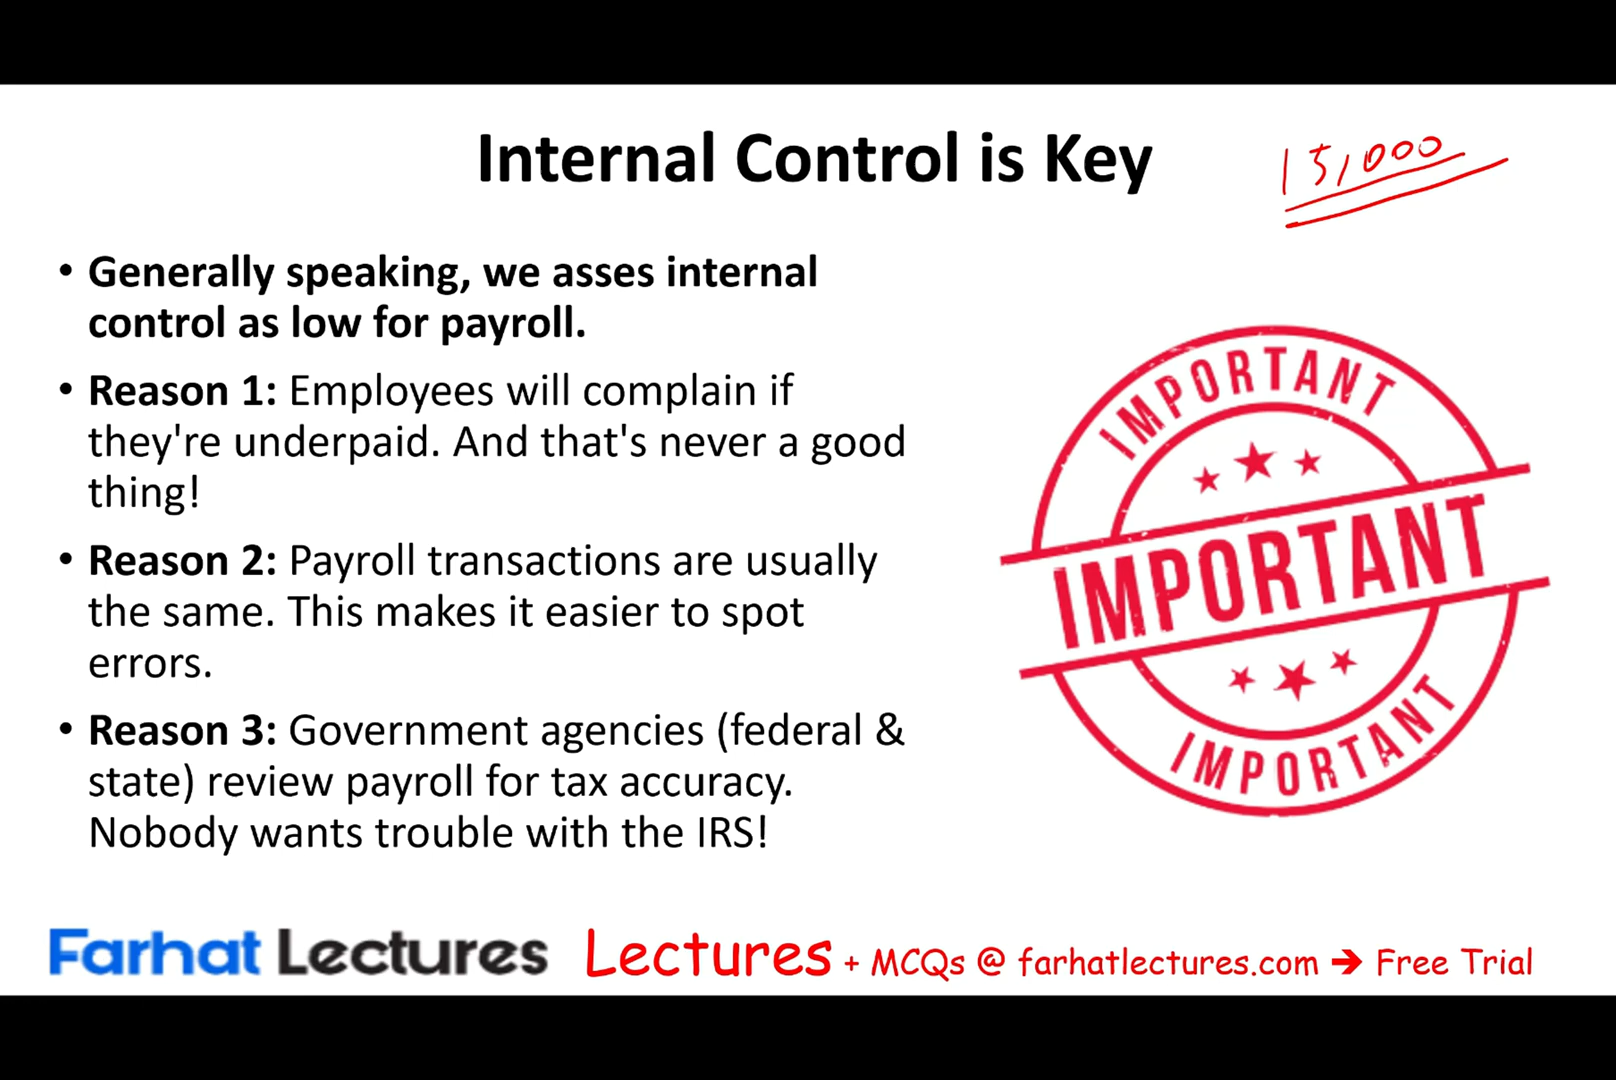 Internal Control is Key
15,000
• Generally speaking, we asses internal
control as low for payroll.
• Reason 1: Employees will complain if
they're underpaid. And that's never a good
thing!
• Reason 2: Payroll transactions are usually
the same. This makes it easier to spot
errors.
• Reason 3: Government agencies (federal &
state) review payroll for tax accuracy.
Nobody wants trouble with the IRS!
IMPORTANT
IMPORTANT
IMPORTANT
Farhat Lectures Lectures + MCQs @ farhatlectures.com ➔ Free Trial